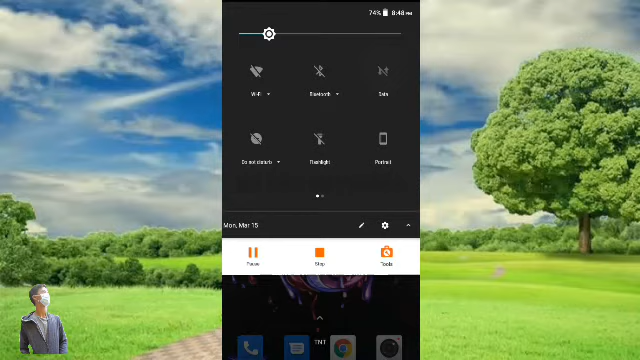 74% 8:48 PM
Wi-Fi Bluetooth Data
Do not disturb Flashlight Portrait
Mon, Mar 15
Pause Stop Tools
TNT